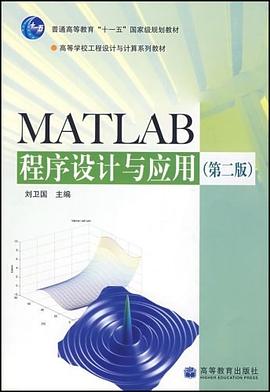 普通高等教育“十一五”国家级规划教材
高等学校工程设计与计算系列教材
MATLAB
程序设计与应用(第二版)
刘卫国 主编
高等教育出版社
HIGHER EDUCATION PRESS